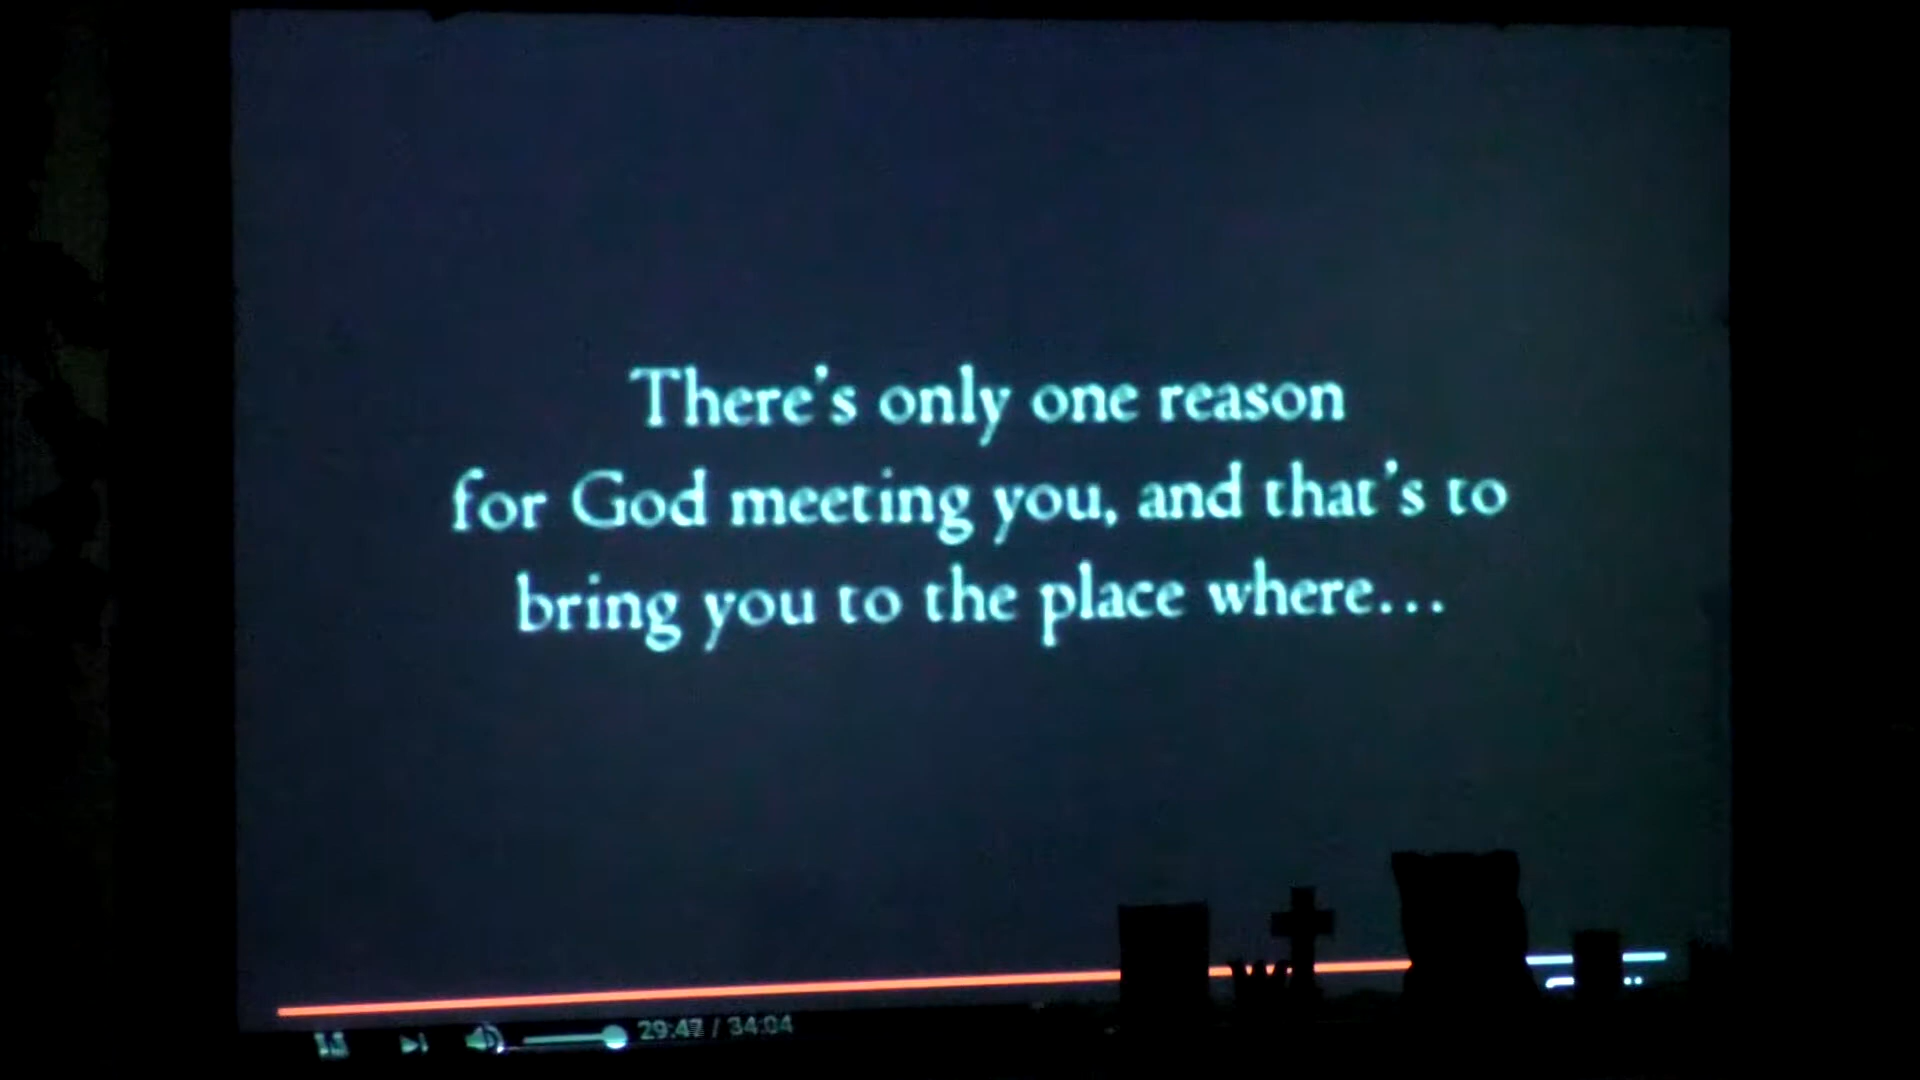 There's only one reason
for God meeting you, and that's to
bring you to the place where...
29:47 / 34:04